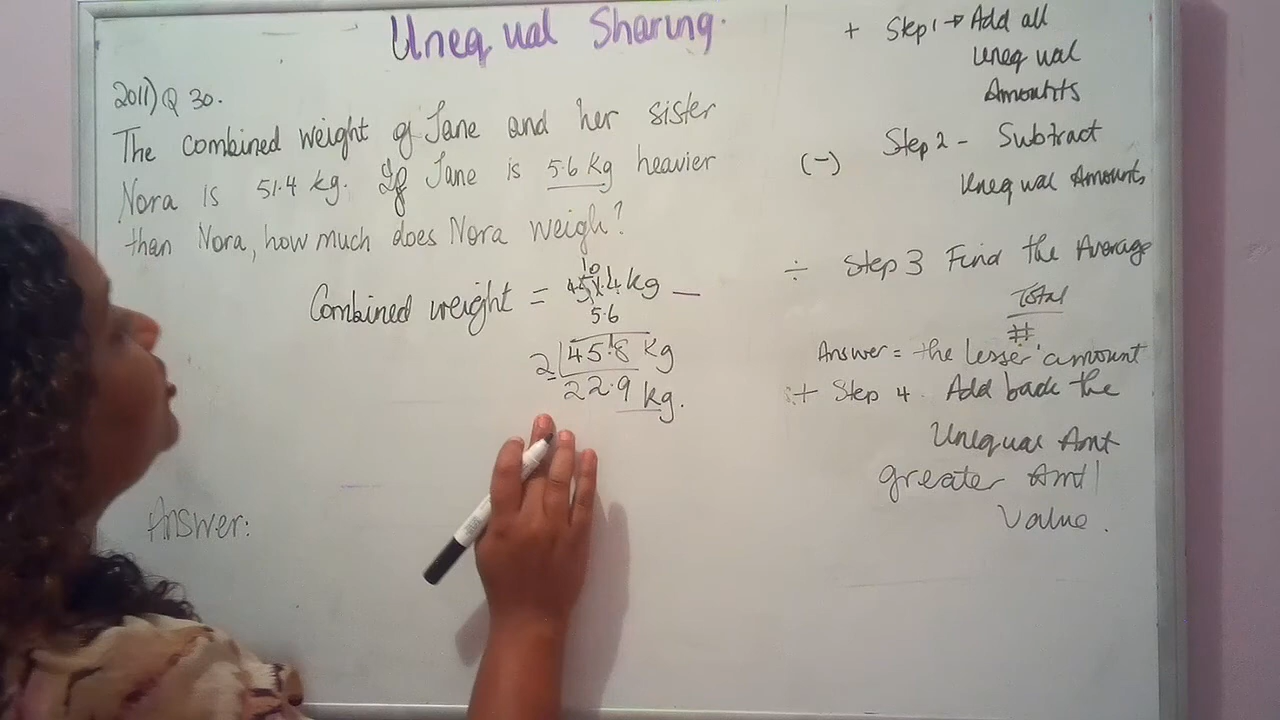 Unequal Sharing.
2011) Q 30.
The combined weight of Jane and her sister
Nora is 51.4 kg. If Jane is 5.6 Kg heavier
than Nora, how much does Nora weigh?
Combined weight = 51.4 kg –
45 10
5.6
2 45.8 kg
22.9 kg.
Answer:
+ Step 1 → Add all
Unequal
Amounts
(-) Step 2 - Subtract
Unequal Amounts
÷ Step 3 Find the Average
Total
#
Answer = the lesser amount
+ Step 4. Add back the
Unequal Amt
greater Amt/
Value.